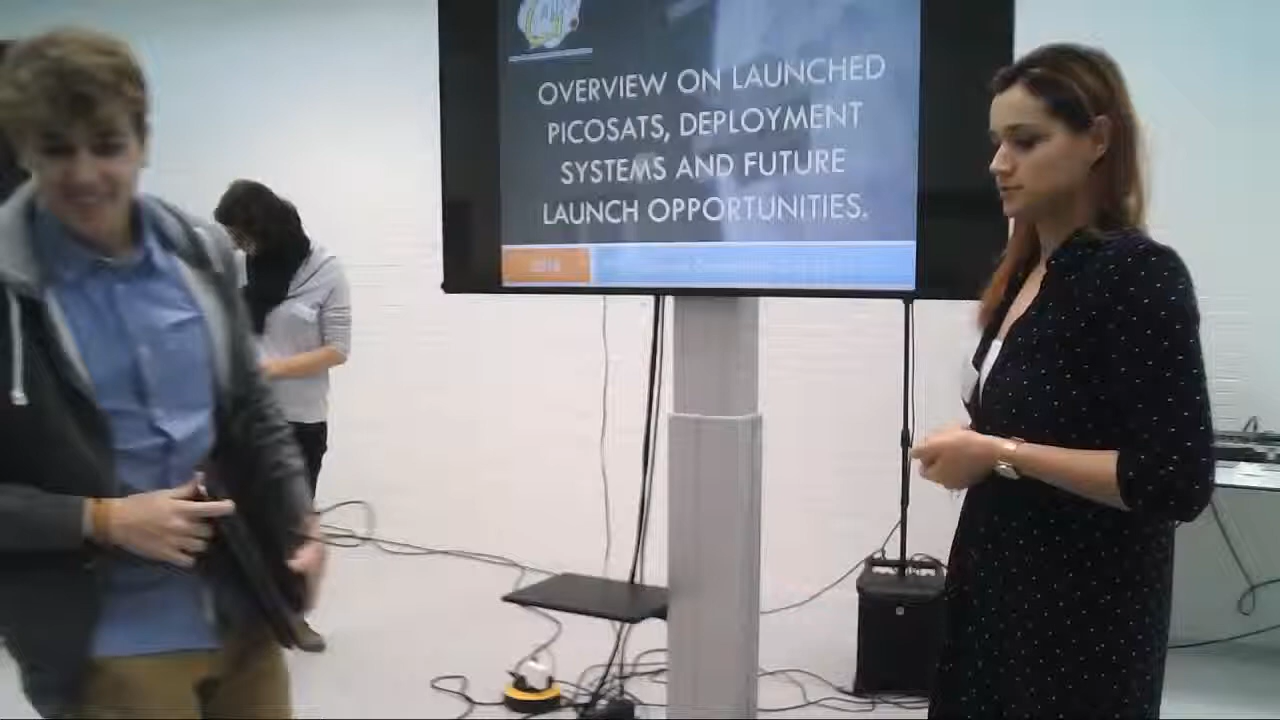 OVERVIEW ON LAUNCHED
PICOSATS, DEPLOYMENT
SYSTEMS AND FUTURE
LAUNCH OPPORTUNITIES.